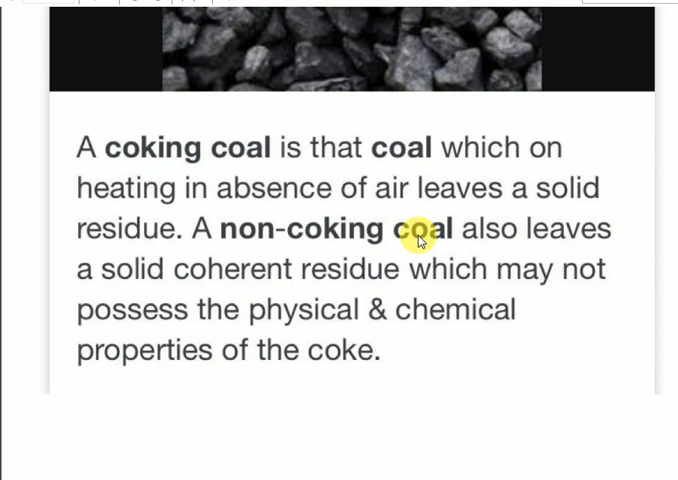 A coking coal is that coal which on
heating in absence of air leaves a solid
residue. A non-coking coal also leaves
a solid coherent residue which may not
possess the physical & chemical
properties of the coke.